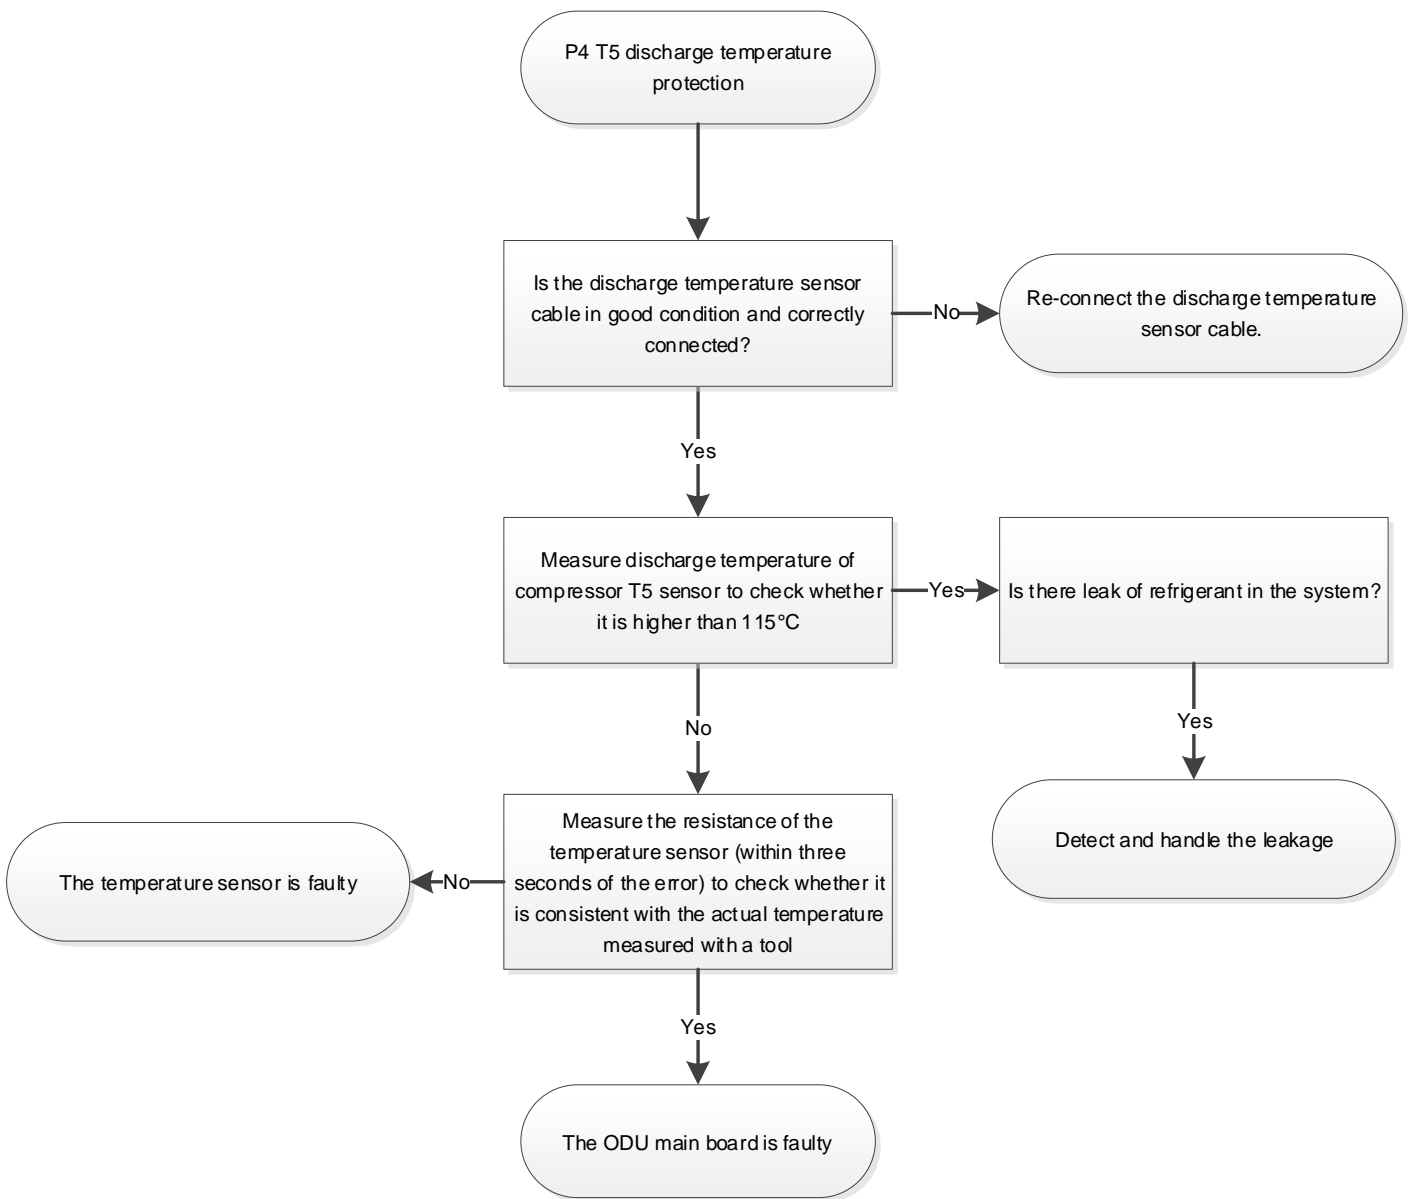 P4 T5 discharge temperature
protection
Is the discharge temperature sensor
cable in good condition and correctly
connected?
No
Re-connect the discharge temperature
sensor cable.
Yes
Measure discharge temperature of
compressor T5 sensor to check whether
it is higher than 115°C
Yes
Is there leak of refrigerant in the system?
No
Yes
Measure the resistance of the
temperature sensor (within three
seconds of the error) to check whether it
is consistent with the actual temperature
measured with a tool
Detect and handle the leakage
No
The temperature sensor is faulty
Yes
The ODU main board is faulty